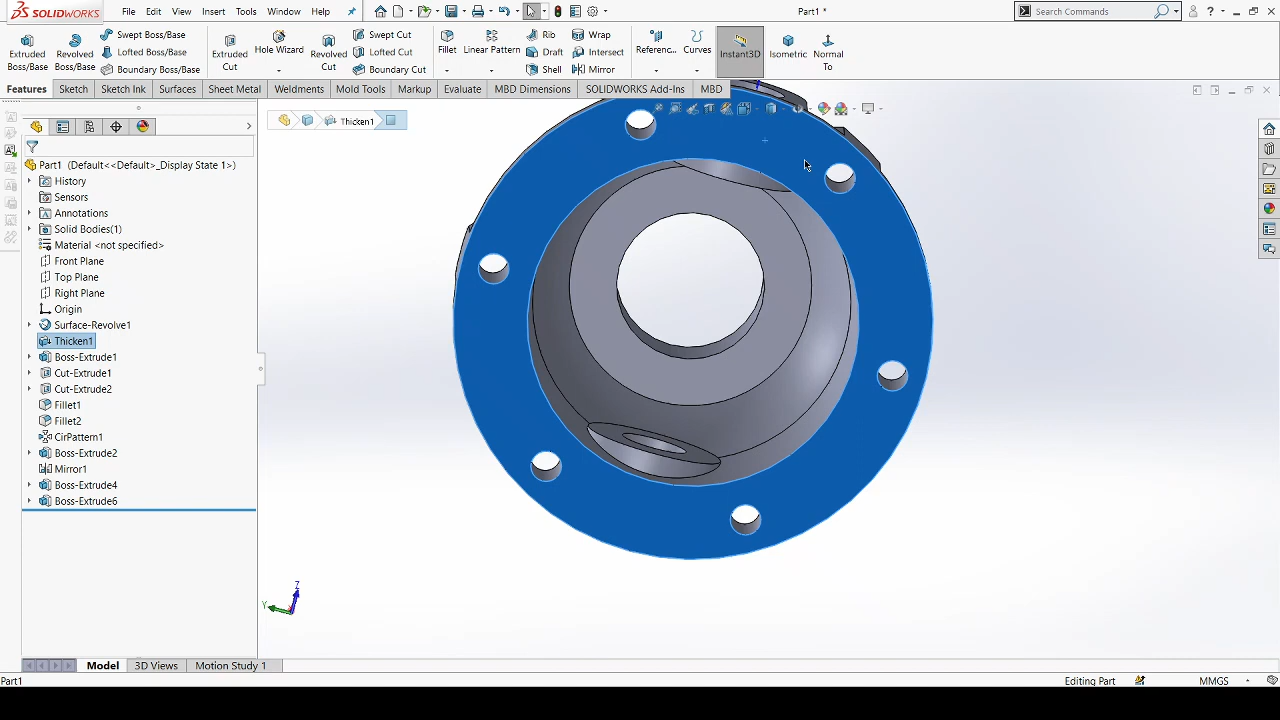 SOLIDWORKS File Edit View Insert Tools Window Help Part1 * Search Commands ?
Extruded Boss/Base
Revolved Boss/Base
Swept Boss/Base
Lofted Boss/Base
Boundary Boss/Base
Extruded Cut
Hole Wizard
Revolved Cut
Swept Cut
Lofted Cut
Boundary Cut
Fillet
Linear Pattern
Rib
Draft
Shell
Wrap
Intersect
Mirror
Referenc...
Curves
Instant3D
Isometric
Normal To
Features Sketch Sketch Ink Surfaces Sheet Metal Weldments Mold Tools Markup Evaluate MBD Dimensions SOLIDWORKS Add-Ins MBD
Thicken1
Part1 (Default<<Default>_Display State 1>)
History
Sensors
Annotations
Solid Bodies(1)
Material <not specified>
Front Plane
Top Plane
Right Plane
Origin
Surface-Revolve1
Thicken1
Boss-Extrude1
Cut-Extrude1
Cut-Extrude2
Fillet1
Fillet2
CirPattern1
Boss-Extrude2
Mirror1
Boss-Extrude4
Boss-Extrude6
Z
Y
Model 3D Views Motion Study 1
Part1 Editing Part MMGS